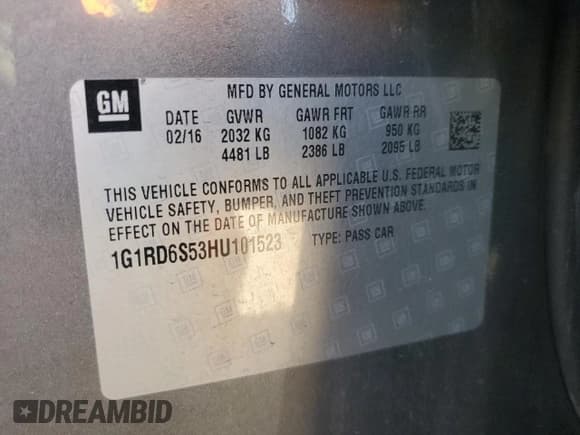 GM
MFD BY GENERAL MOTORS LLC
DATE GVWR GAWR FRT GAWR RR
02/16 2032 KG 1082 KG 950 KG
4481 LB 2386 LB 2095 LB
THIS VEHICLE CONFORMS TO ALL APPLICABLE U.S. FEDERAL MOTOR
VEHICLE SAFETY, BUMPER, AND THEFT PREVENTION STANDARDS IN
EFFECT ON THE DATE OF MANUFACTURE SHOWN ABOVE.
1G1RD6S53HU101523 TYPE: PASS CAR
DREAMBID